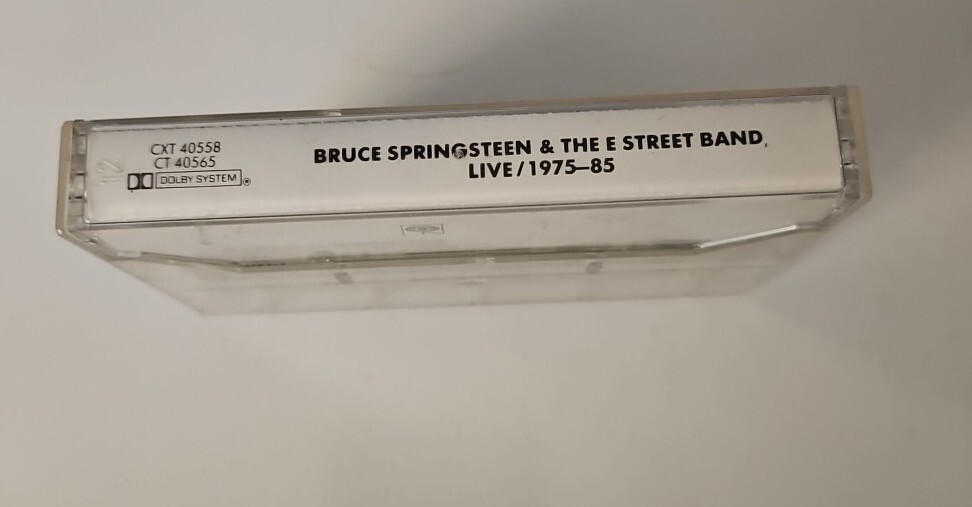 CXT 40558
CT 40565
DOLBY SYSTEM®
BRUCE SPRINGSTEEN & THE E STREET BAND,
LIVE/1975–85